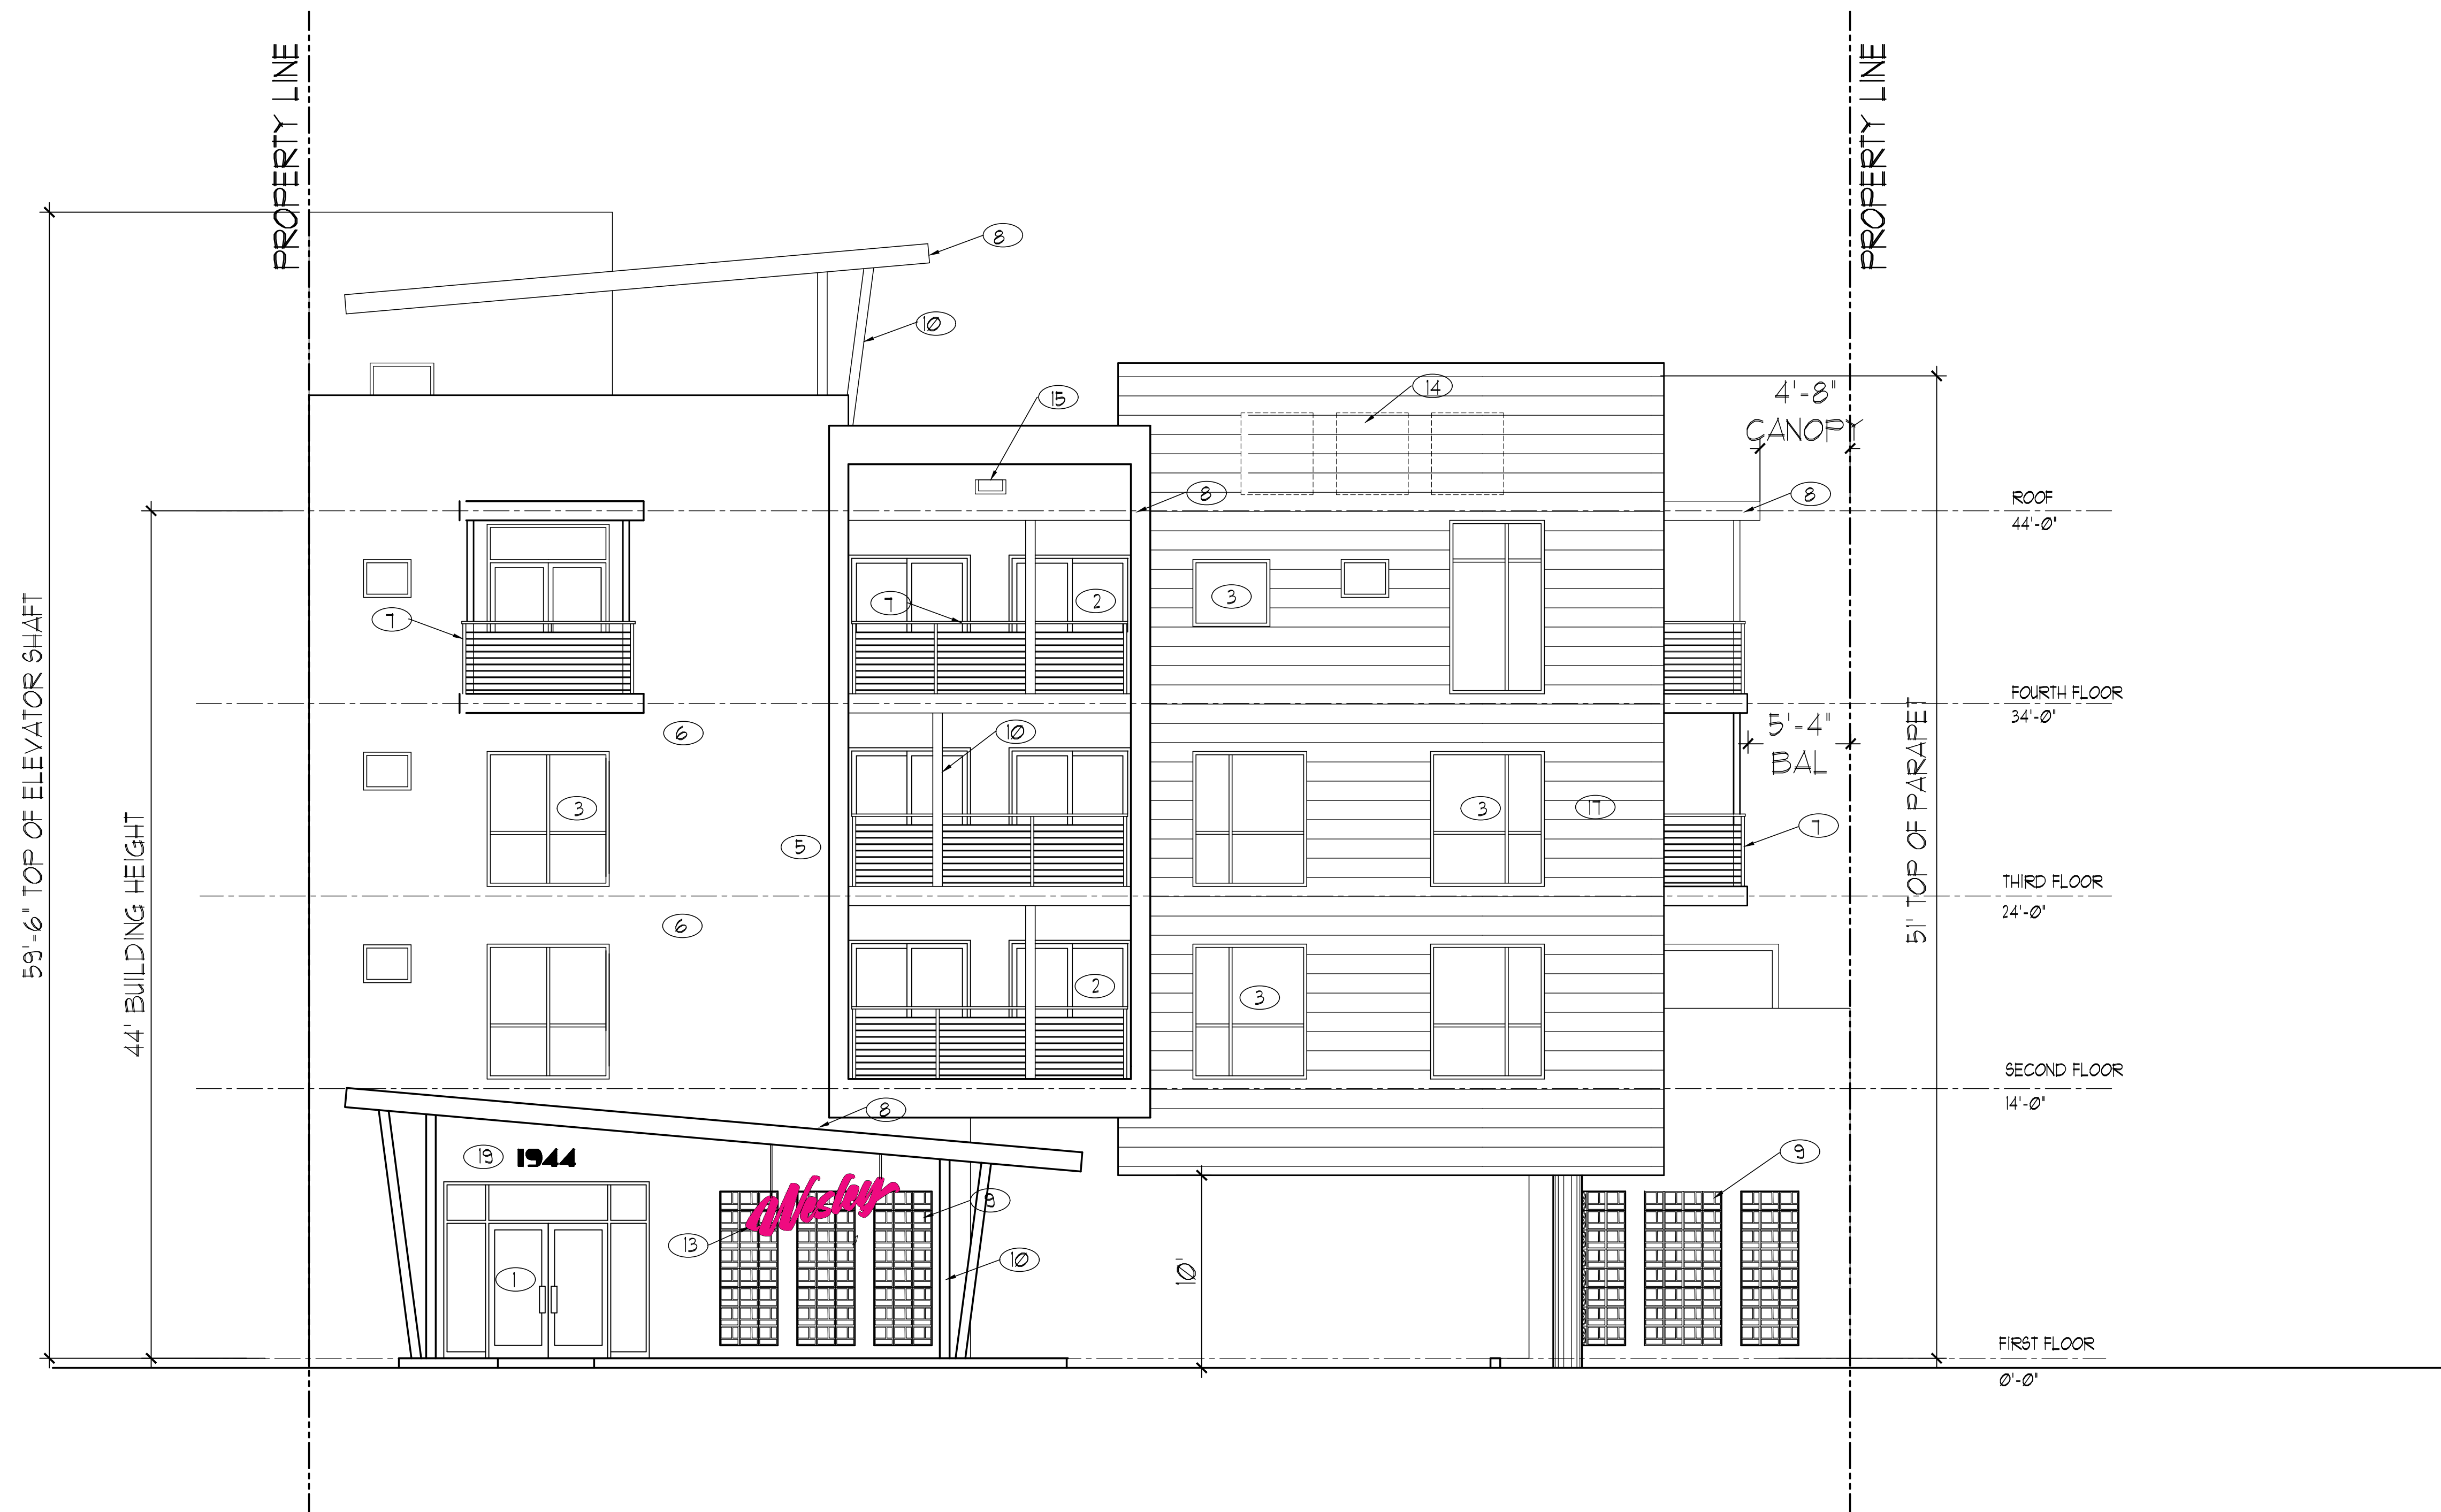 PROPERTY LINE
PROPERTY LINE
8
10
15
14
4'-8"
CANOPY
8
8
ROOF
44'-0"
59'-6" TOP OF ELEVATOR SHAFT
44' BUILDING HEIGHT
7
7
2
3
FOURTH FLOOR
34'-0"
51' TOP OF PARAPET
6
10
5'-4"
BAL
3
3
17
7
5
THIRD FLOOR
24'-0"
6
2
3
SECOND FLOOR
14'-0"
8
19
1944
9
Wesley
9
13
10
1
10'
FIRST FLOOR
0'-0"